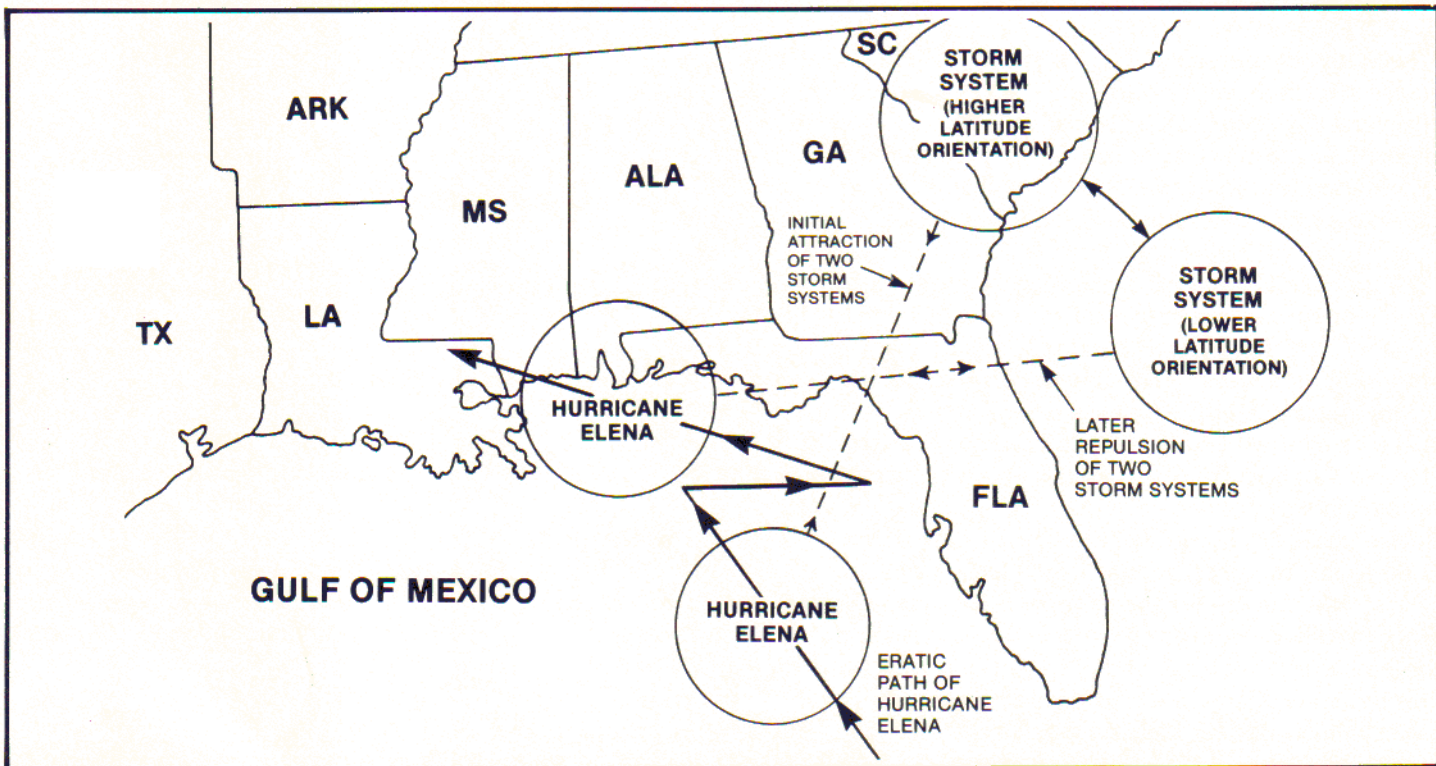 SC
STORM
SYSTEM
(HIGHER
LATITUDE
ORIENTATION)
ARK
GA
ALA
MS
INITIAL
ATTRACTION
OF TWO
STORM
SYSTEMS
STORM
SYSTEM
(LOWER
LATITUDE
ORIENTATION)
TX
LA
HURRICANE
ELENA
LATER
REPULSION
OF TWO
STORM SYSTEMS
FLA
GULF OF MEXICO
HURRICANE
ELENA
ERATIC
PATH OF
HURRICANE
ELENA